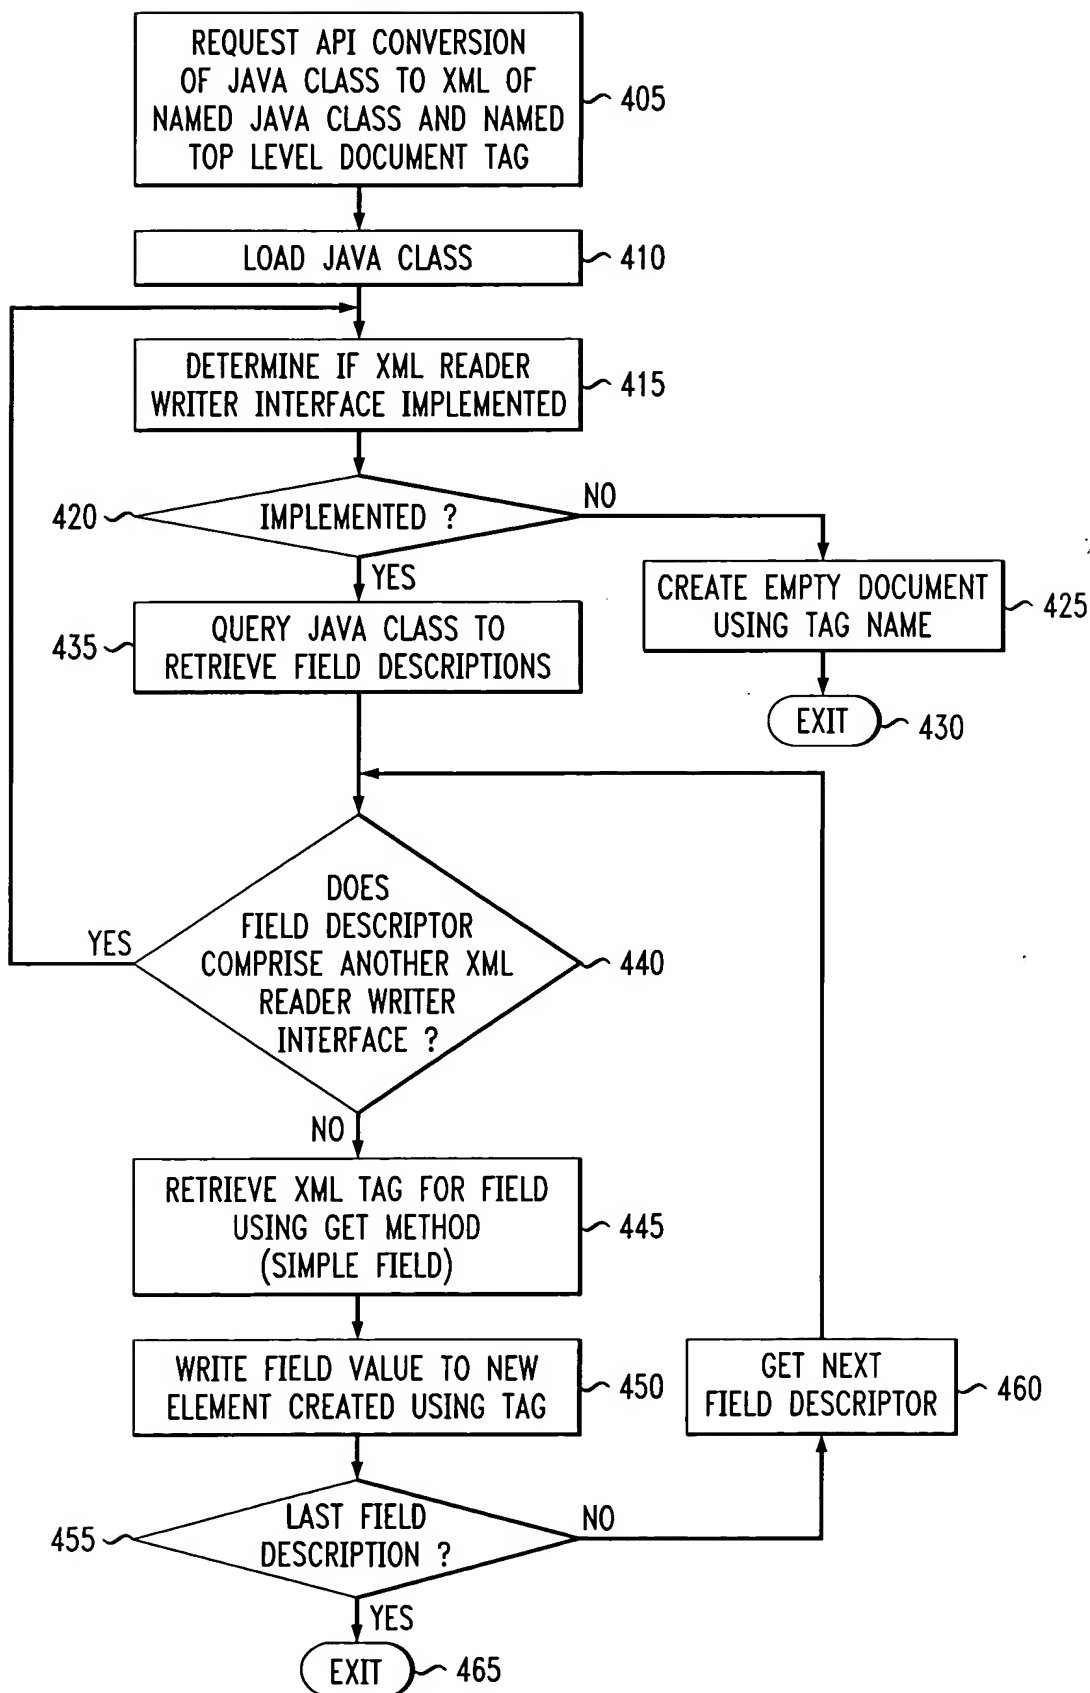 REQUEST API CONVERSION
OF JAVA CLASS TO XML OF
NAMED JAVA CLASS AND NAMED
TOP LEVEL DOCUMENT TAG
405
LOAD JAVA CLASS
410
DETERMINE IF XML READER
WRITER INTERFACE IMPLEMENTED
415
420
IMPLEMENTED ?
NO
YES
CREATE EMPTY DOCUMENT
USING TAG NAME
425
EXIT
430
435
QUERY JAVA CLASS TO
RETRIEVE FIELD DESCRIPTIONS
DOES
FIELD DESCRIPTOR
COMPRISE ANOTHER XML
READER WRITER
INTERFACE ?
YES
440
NO
RETRIEVE XML TAG FOR FIELD
USING GET METHOD
(SIMPLE FIELD)
445
WRITE FIELD VALUE TO NEW
ELEMENT CREATED USING TAG
450
GET NEXT
FIELD DESCRIPTOR
460
455
LAST FIELD
DESCRIPTION ?
NO
YES
EXIT
465